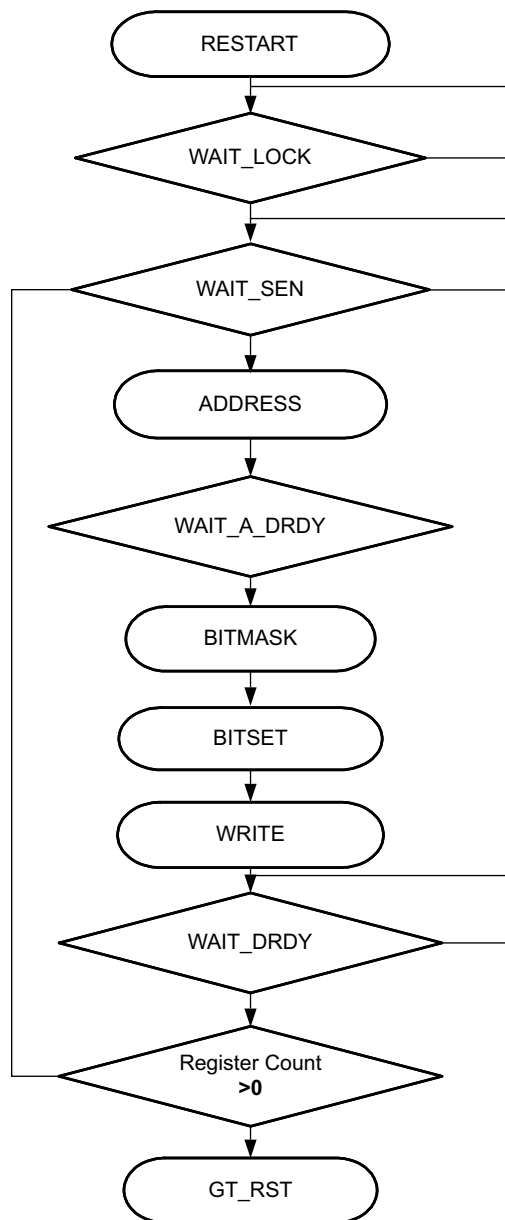 RESTART
WAIT_LOCK
WAIT_SEN
ADDRESS
WAIT_A_DRDY
BITMASK
BITSET
WRITE
WAIT_DRDY
Register Count
>0
GT_RST